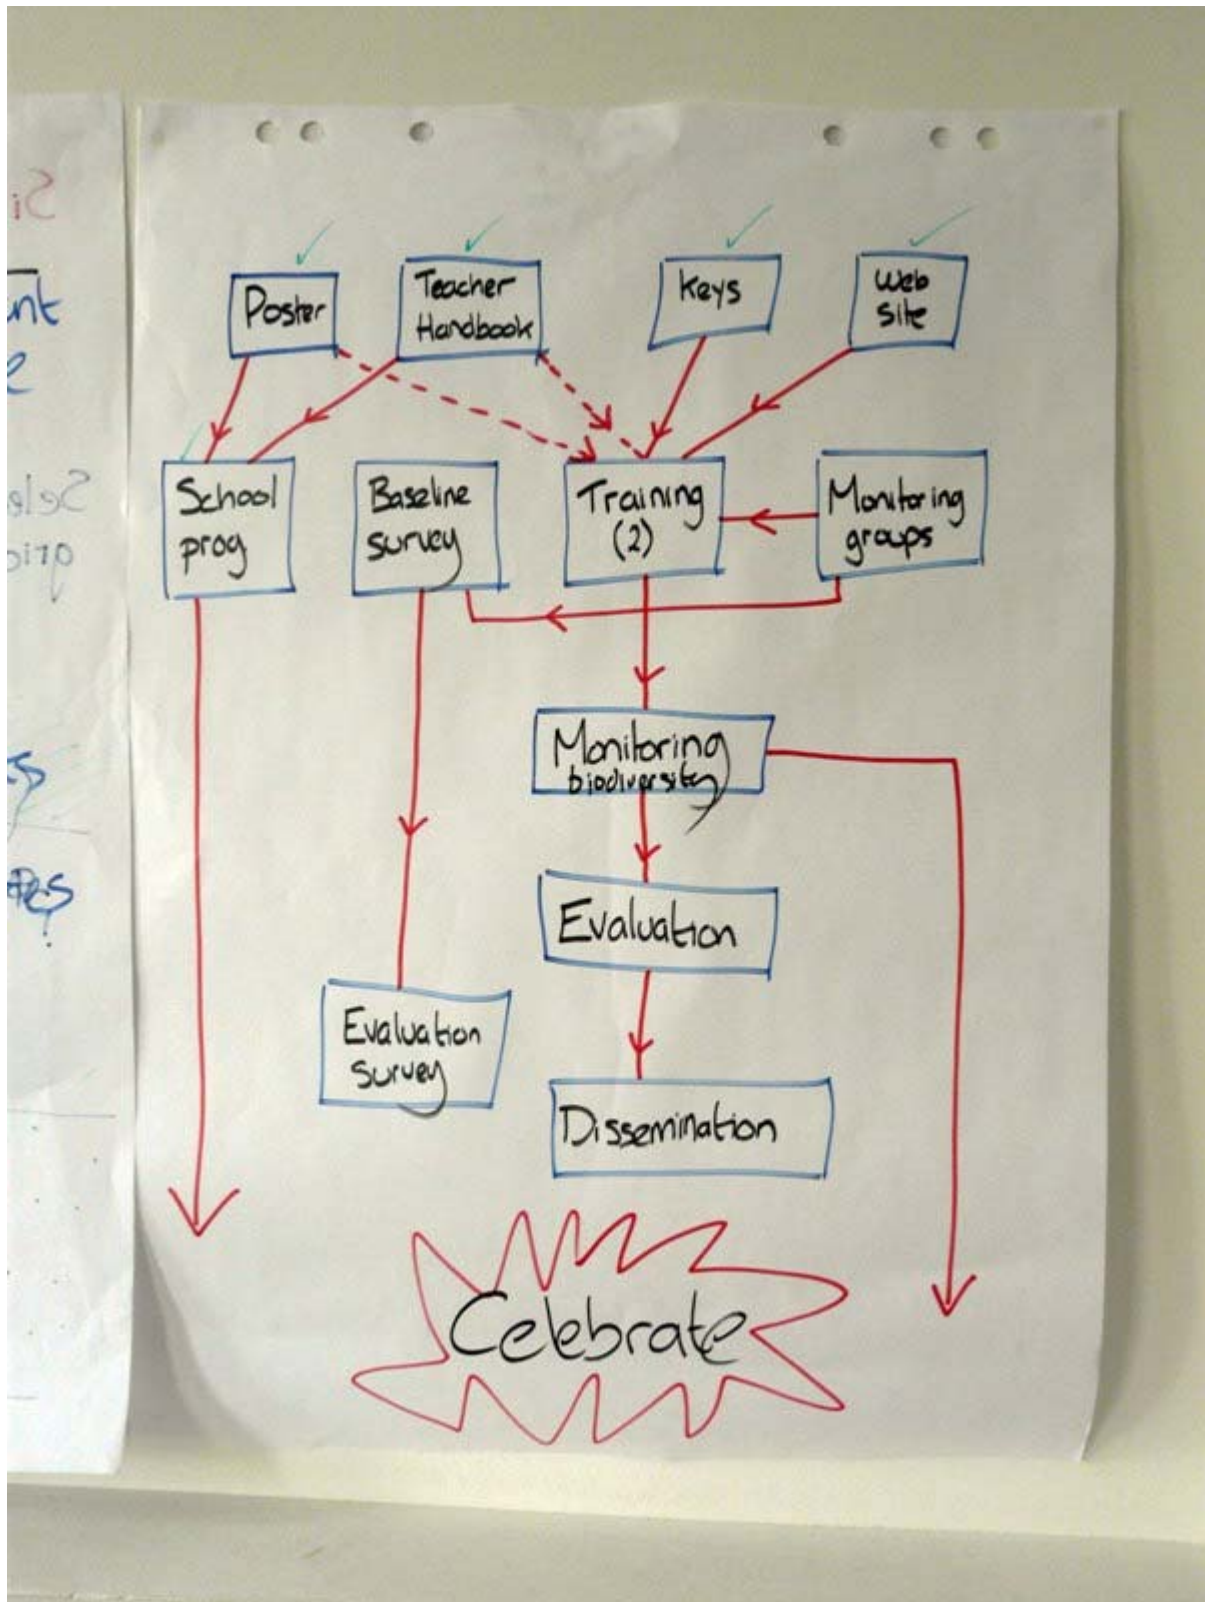 Poster
Teacher
Handbook
Keys
Web
site
School
prog
Baseline
survey
Training
(2)
Monitoring
groups
Monitoring
biodiversity
Evaluation
Evaluation
survey
Dissemination
Celebrate